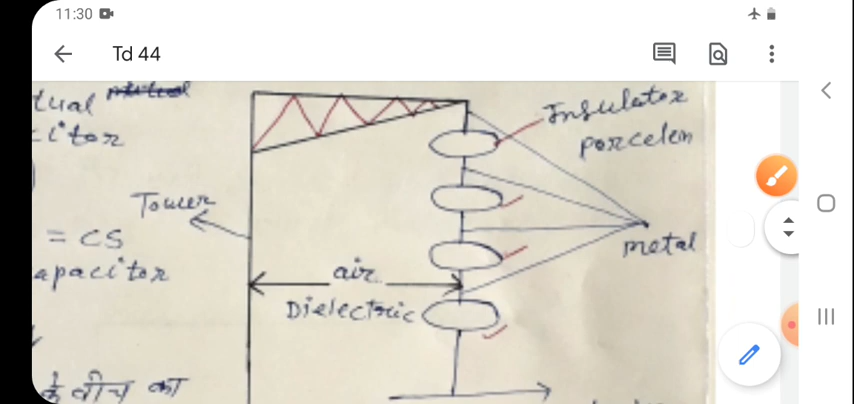 11:30
Td 44
tual
Insulator
citor
porcelen
Tower
= CS
metal
apacitor
air
Dielectric
के बीच का